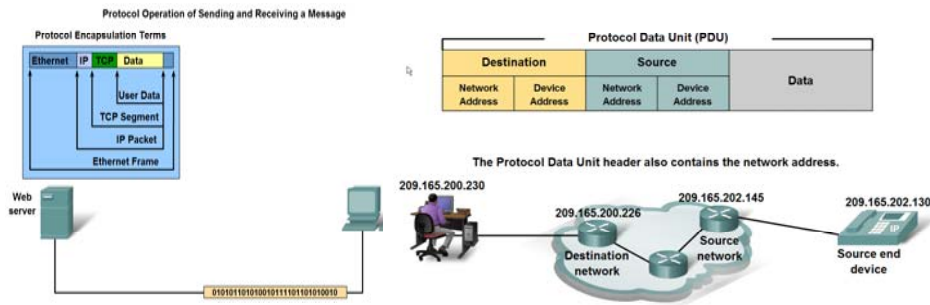 Protocol Operation of Sending and Receiving a Message
Protocol Encapsulation Terms
Ethernet IP TCP Data
User Data
TCP Segment
IP Packet
Ethernet Frame
Web
server
010101101010010111101101010010
Protocol Data Unit (PDU)
Destination Source
Data
Network Address Device Address Network Address Device Address
The Protocol Data Unit header also contains the network address.
209.165.200.230
209.165.200.226
209.165.202.145
209.165.202.130
Destination
network
Source
network
IP
Source end
device